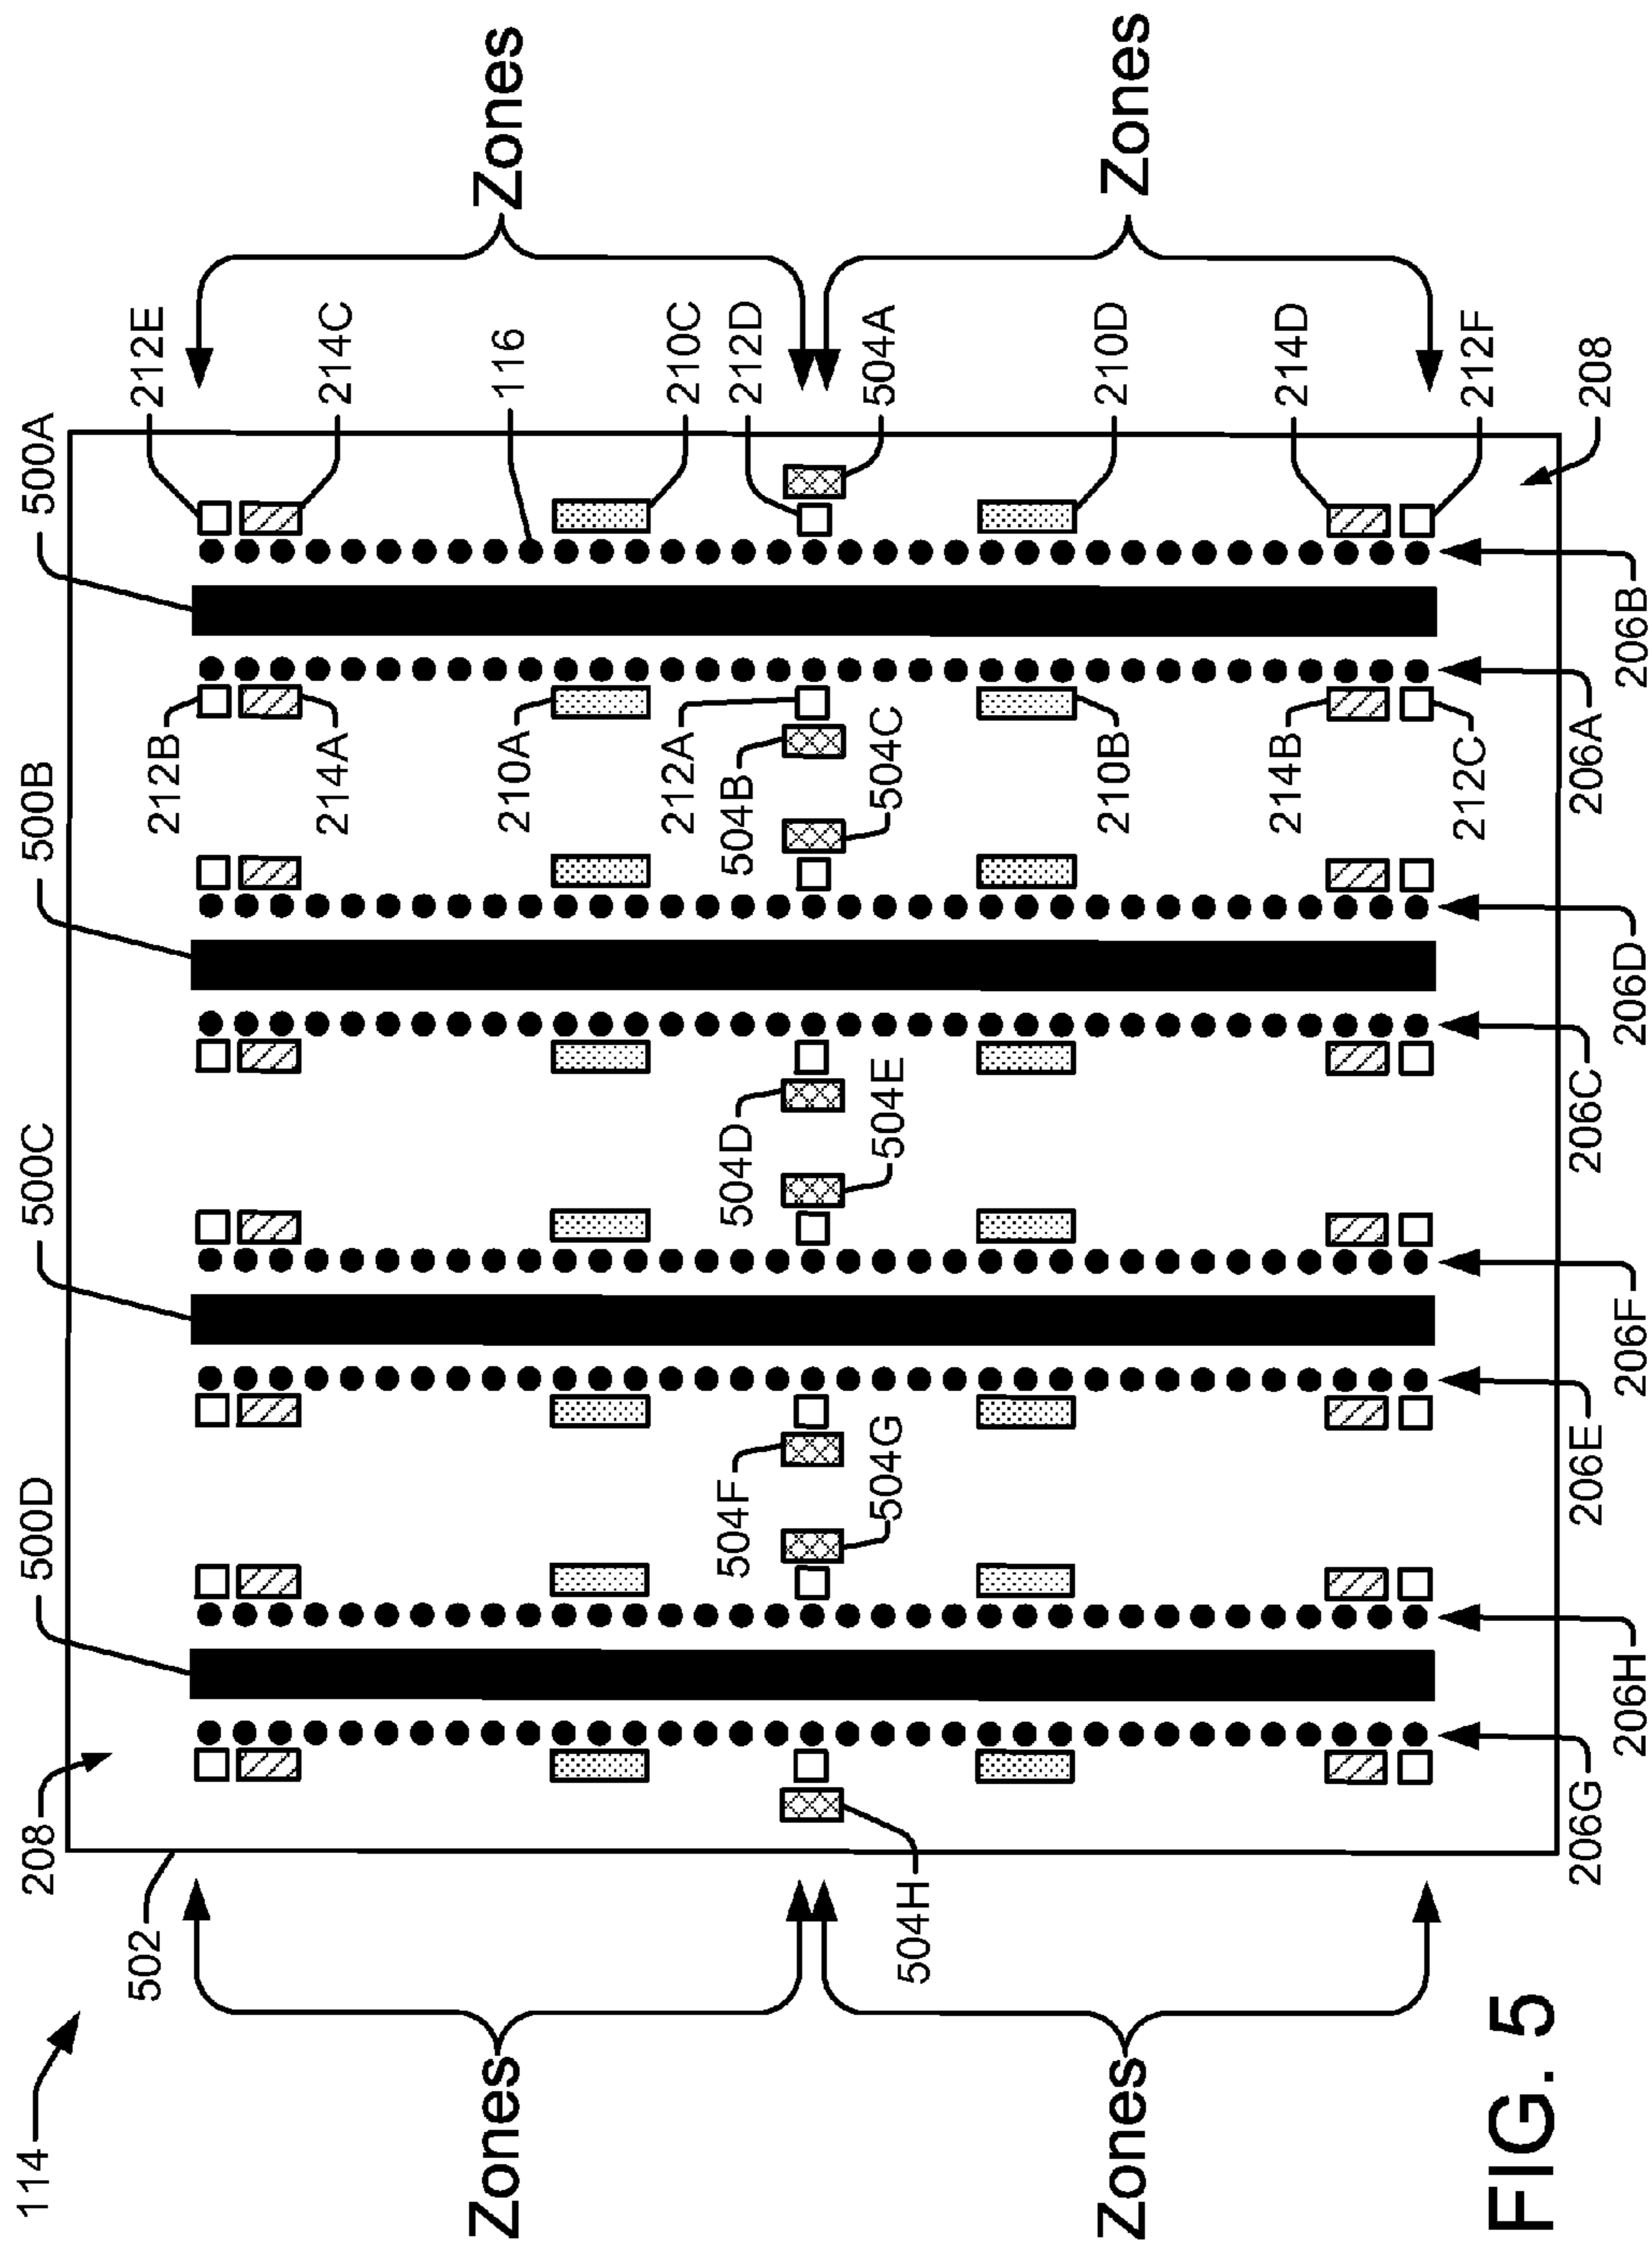 114
208
500D
500C
500B
500A
502
212B
212E
214A
214C
Zones
210A
116
Zones
212A
210C
504F
504D
504B
212D
504H
504G
504E
504C
504A
Zones
210B
210D
Zones
214B
214D
212C
212F
FIG. 5
206G
206E
206C
206A
208
206H
206F
206D
206B